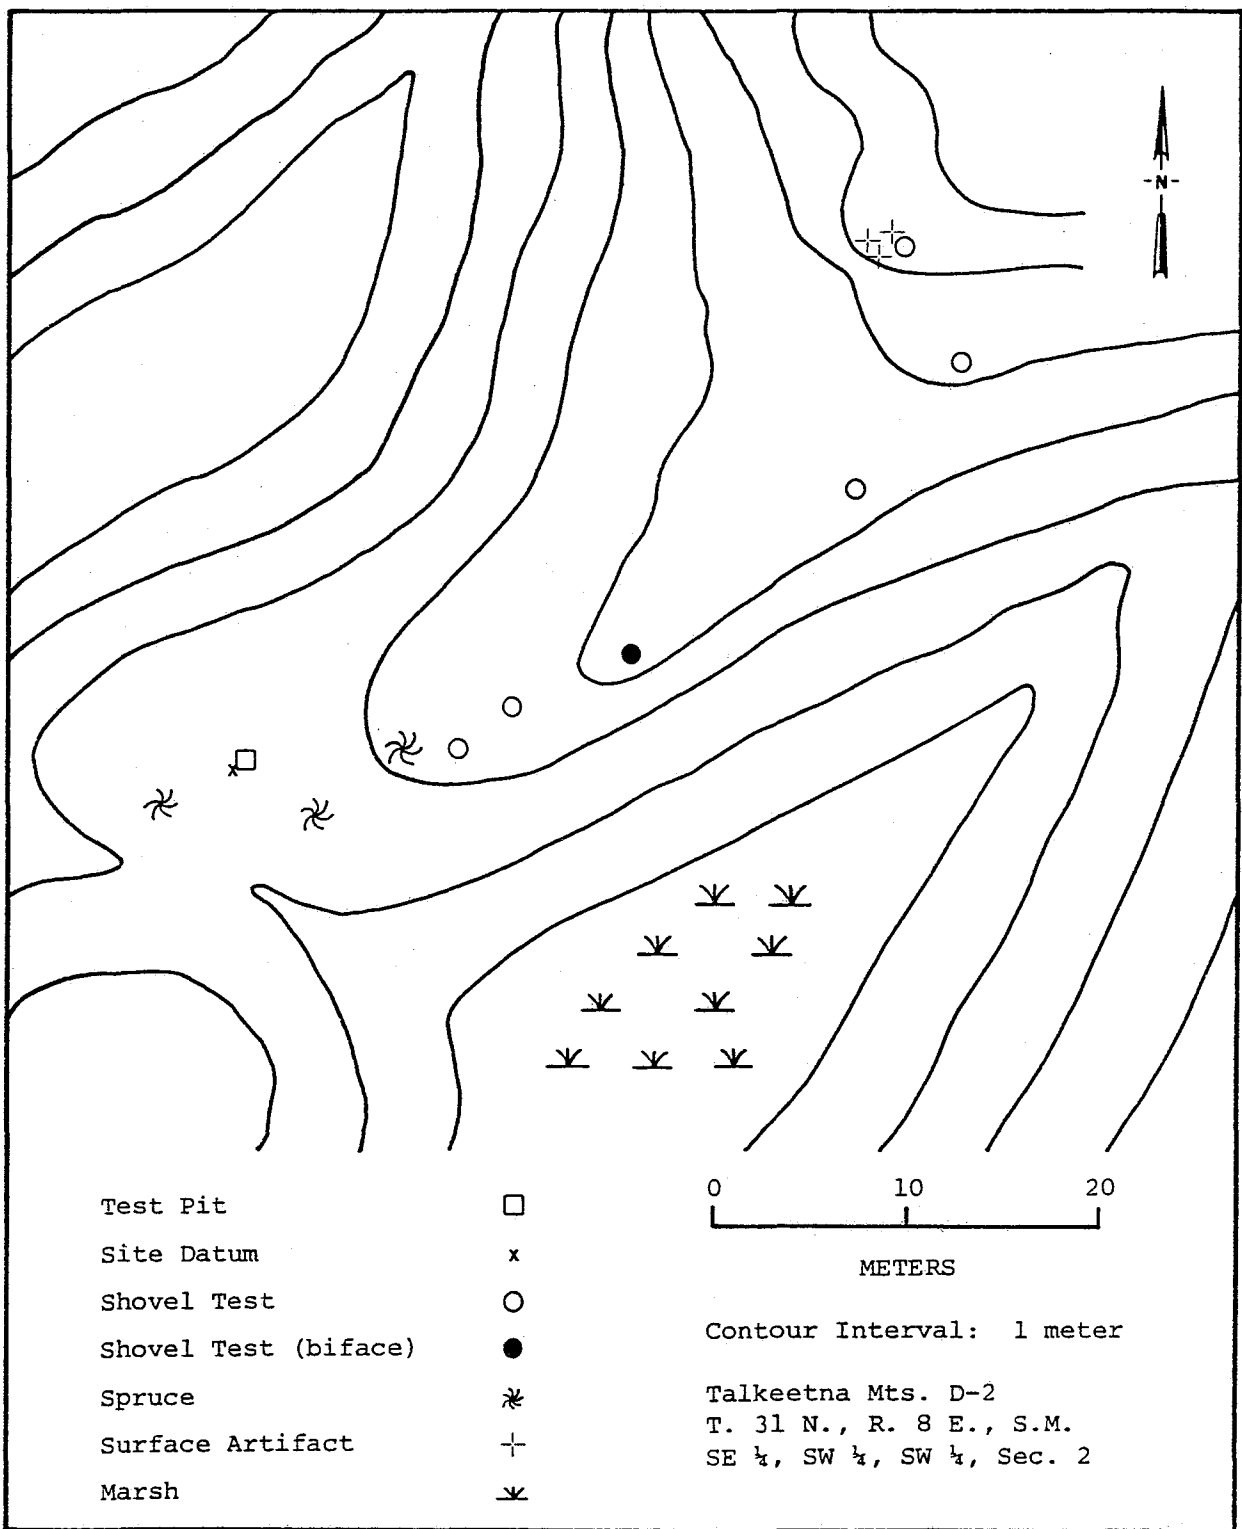 N
Test Pit
Site Datum
Shovel Test
Shovel Test (biface)
Spruce
Surface Artifact
Marsh
0 10 20
METERS
Contour Interval: 1 meter
Talkeetna Mts. D-2
T. 31 N., R. 8 E., S.M.
SE ¼, SW ¼, SW ¼, Sec. 2